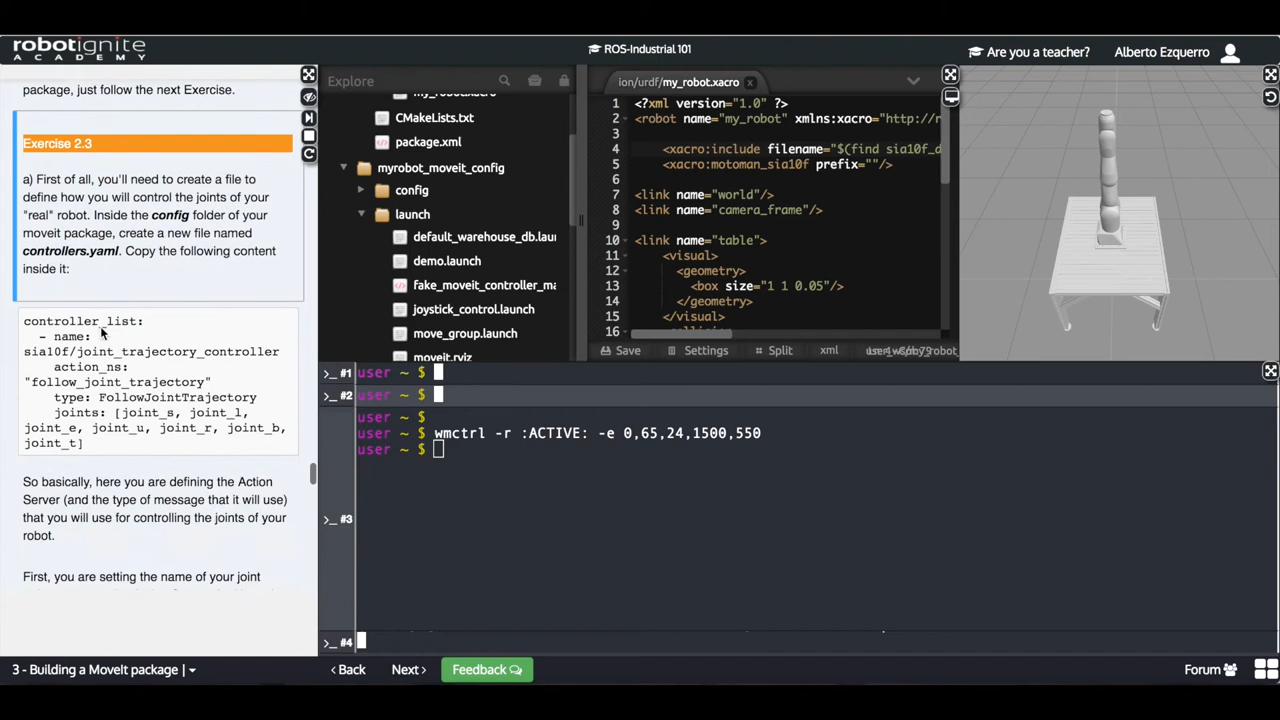 robotignite
ACADEMY
ROS-Industrial 101
Are you a teacher?
Alberto Ezquerro
package, just follow the next Exercise.
Exercise 2.3
a) First of all, you'll need to create a file to
define how you will control the joints of your
"real" robot. Inside the config folder of your
moveit package, create a new file named
controllers.yaml. Copy the following content
inside it:
controller_list:
- name:
sia10f/joint_trajectory_controller
action_ns:
"follow_joint_trajectory"
type: FollowJointTrajectory
joints: [joint_s, joint_l,
joint_e, joint_u, joint_r, joint_b,
joint_t]
So basically, here you are defining the Action
Server (and the type of message that it will use)
that you will use for controlling the joints of your
robot.
First, you are setting the name of your joint
Explore
my_robot.xacro
CMakeLists.txt
package.xml
myrobot_moveit_config
config
launch
default_warehouse_db.laun
demo.launch
fake_moveit_controller_ma
joystick_control.launch
move_group.launch
moveit.rviz
ion/urdf/my_robot.xacro
1 <?xml version="1.0" ?>
2 <robot name="my_robot" xmlns:xacro="http://r
3
4 <xacro:include filename="$(find sia10f_d
5 <xacro:motoman_sia10f prefix=""/>
6
7 <link name="world"/>
8 <link name="camera_frame"/>
9
10 <link name="table">
11 <visual>
12 <geometry>
13 <box size="1 1 0.05"/>
14 </geometry>
15 </visual>
16
Save
Settings
Split
xml
>_ #1 user ~ $
>_ #2 user ~ $
user ~ $
user ~ $ wmctrl -r :ACTIVE: -e 0,65,24,1500,550
user ~ $
>_ #3
>_ #4
3 - Building a MoveIt package |
‹ Back
Next ›
Feedback
Forum